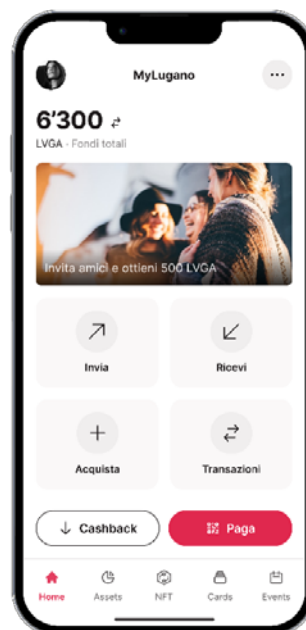 MyLugano
6'300
LVGA - Fondi totali
Invita amici e ottieni 500 LVGA
Invia
Ricevi
Acquista
Transazioni
Cashback
Paga
Home
Assets
NFT
Cards
Events